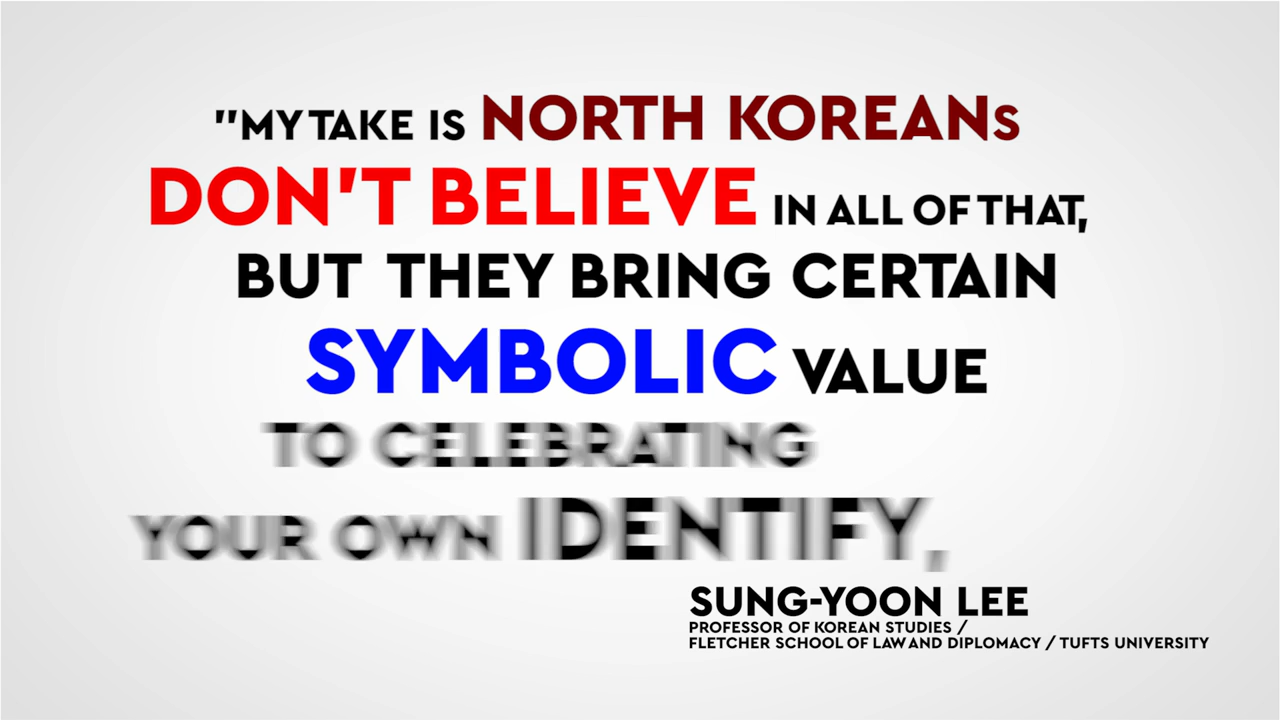 "MY TAKE IS NORTH KOREANs
DON'T BELIEVE IN ALL OF THAT,
BUT THEY BRING CERTAIN
SYMBOLIC VALUE
TO CELEBRATING
YOUR OWN IDENTIFY,
SUNG-YOON LEE
PROFESSOR OF KOREAN STUDIES /
FLETCHER SCHOOL OF LAW AND DIPLOMACY / TUFTS UNIVERSITY